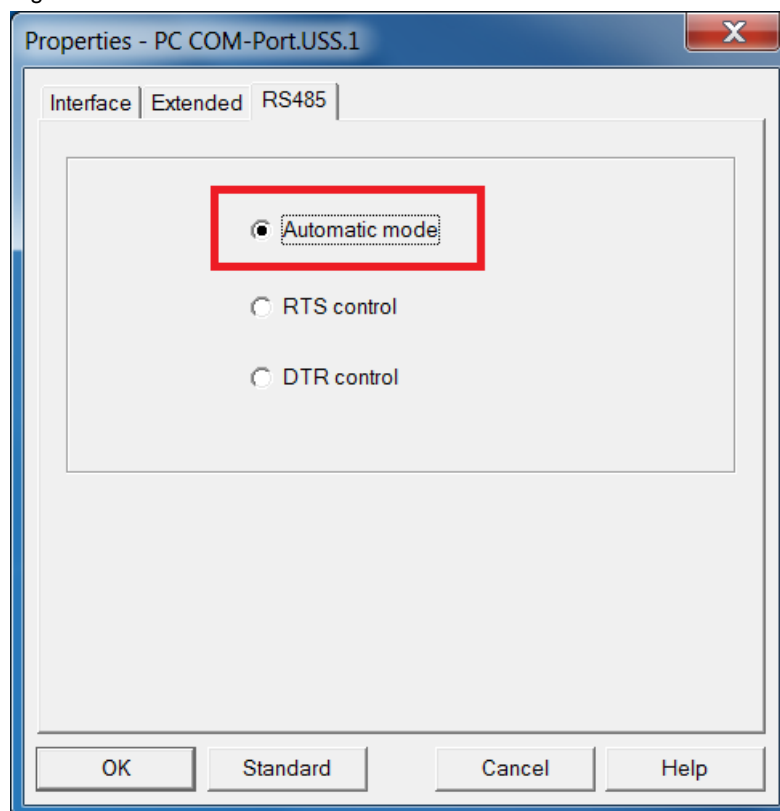 Properties - PC COM-Port.USS.1
Interface Extended RS485
Automatic mode
RTS control
DTR control
OK Standard Cancel Help